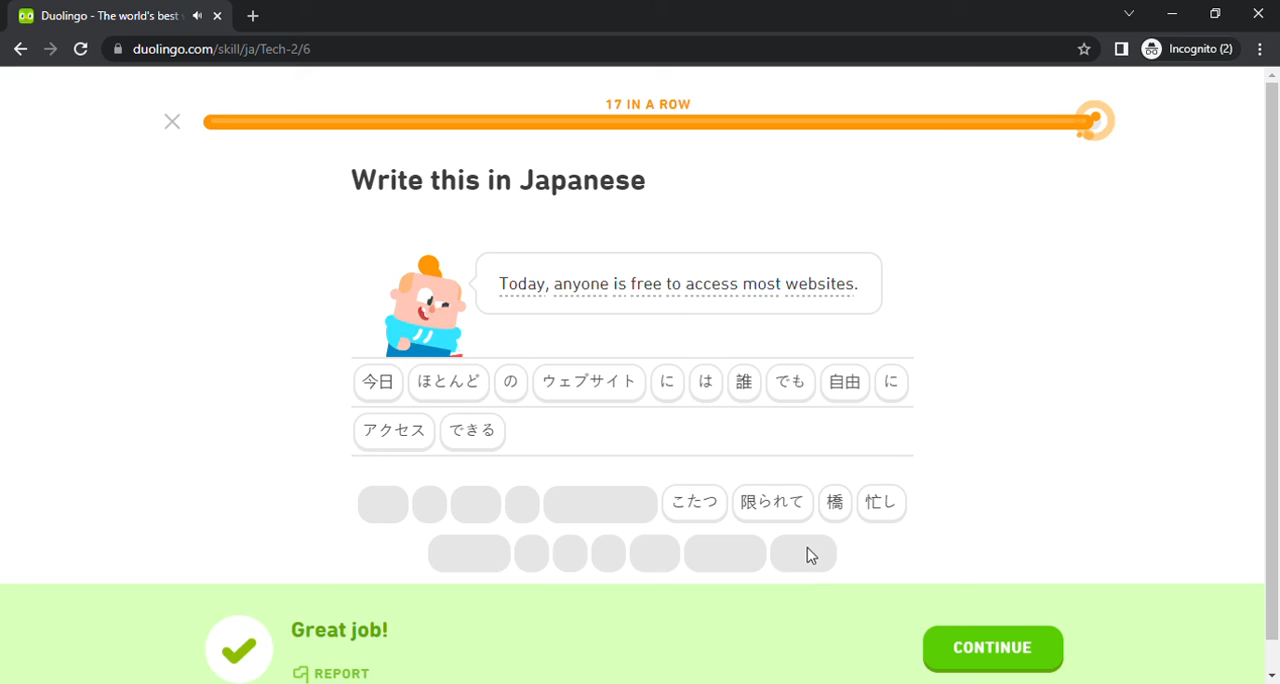 Duolingo - The world's best
duolingo.com/skill/ja/Tech-2/6
Incognito (2)
17 IN A ROW
Write this in Japanese
Today, anyone is free to access most websites.
今日 ほとんど の ウェブサイト に は 誰 でも 自由 に
アクセス できる
こたつ 限られて 橋 忙し
Great job!
REPORT
CONTINUE